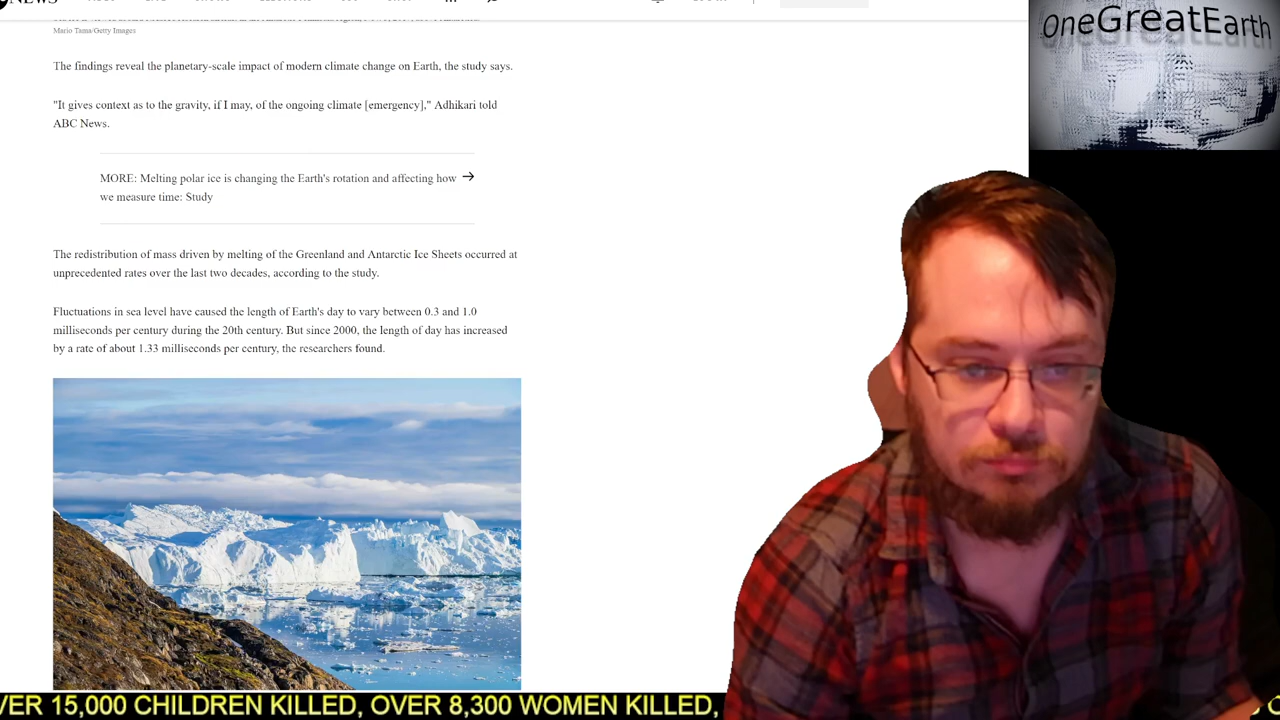 NEWS
OneGreatEarth
Mario Tama/Getty Images
The findings reveal the planetary-scale impact of modern climate change on Earth, the study says.
"It gives context as to the gravity, if I may, of the ongoing climate [emergency]," Adhikari told
ABC News.
MORE: Melting polar ice is changing the Earth's rotation and affecting how
we measure time: Study
The redistribution of mass driven by melting of the Greenland and Antarctic Ice Sheets occurred at
unprecedented rates over the last two decades, according to the study.
Fluctuations in sea level have caused the length of Earth's day to vary between 0.3 and 1.0
milliseconds per century during the 20th century. But since 2000, the length of day has increased
by a rate of about 1.33 milliseconds per century, the researchers found.
VER 15,000 CHILDREN KILLED, OVER 8,300 WOMEN KILLED,